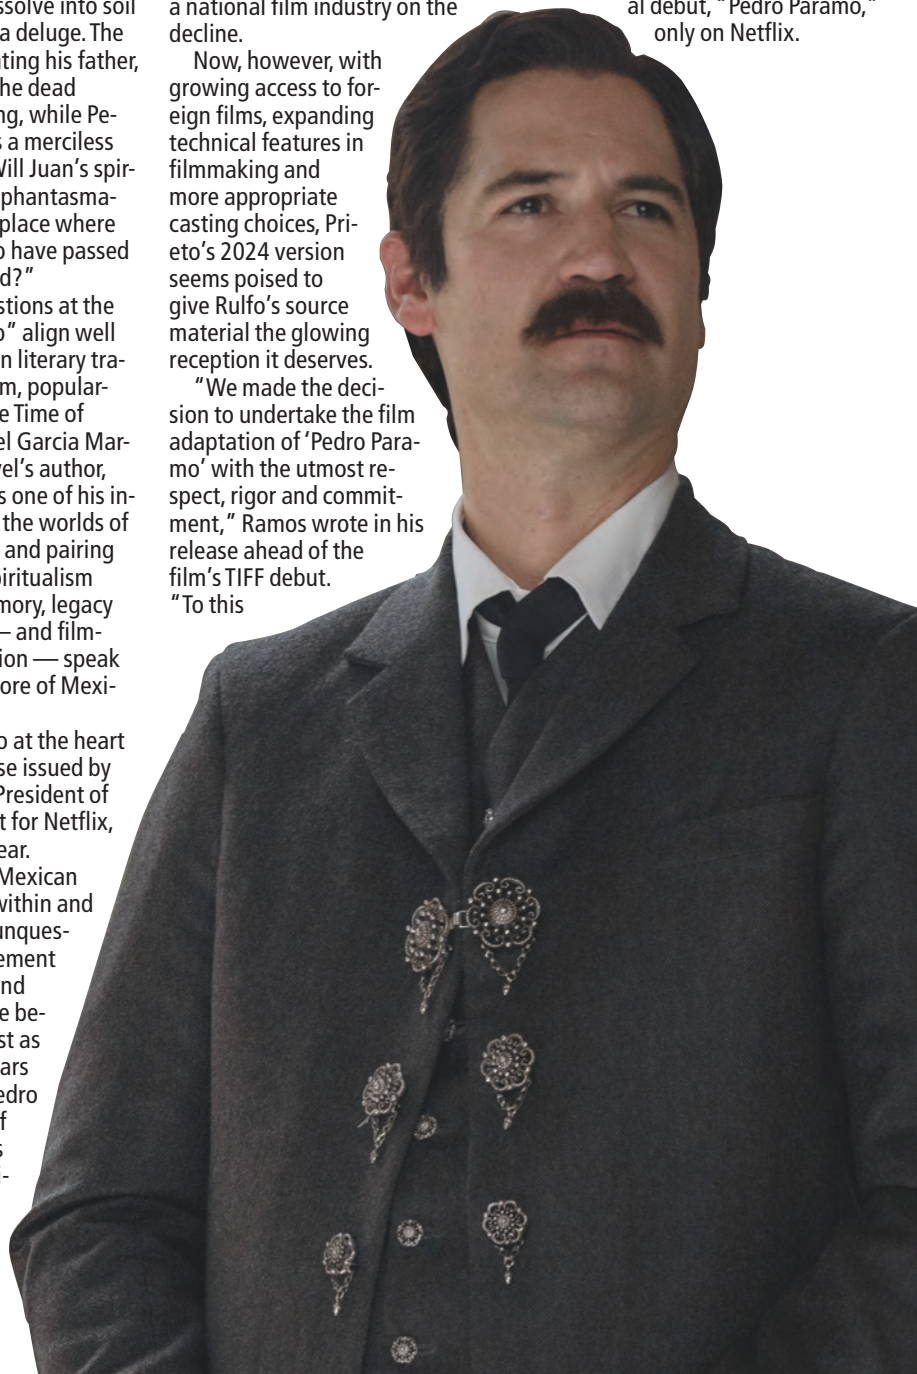 ssolve into soil
a deluge. The
ting his father,
he dead
ng, while Pe-
s a merciless
Will Juan's spir-
phantasma-
place where
o have passed
d?"
stions at the
o" align well
n literary tra-
m, popular-
e Time of
el Garcia Mar-
vel's author,
s one of his in-
the worlds of
and pairing
iritualism
mory, legacy
— and film-
ion — speak
ore of Mexi-
o at the heart
se issued by
President of
t for Netflix,
ear.
Mexican
within and
unques-
ement
nd
e be-
st as
ars
edro
f
s
i-
a national film industry on the
decline.
Now, however, with
growing access to for-
eign films, expanding
technical features in
filmmaking and
more appropriate
casting choices, Pri-
eto's 2024 version
seems poised to
give Rulfo's source
material the glowing
reception it deserves.
"We made the deci-
sion to undertake the film
adaptation of 'Pedro Para-
mo' with the utmost re-
spect, rigor and commit-
ment," Ramos wrote in his
release ahead of the
film's TIFF debut.
"To this
al debut, "Pedro Paramo,"
only on Netflix.